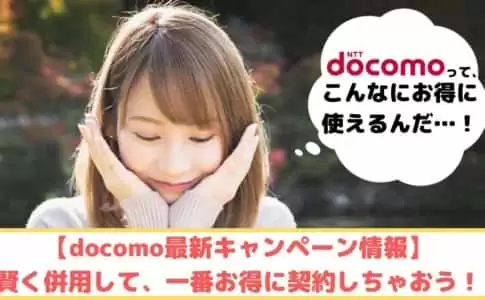 NTT
docomoって、
こんなにお得に
使えるんだ…！
【docomo最新キャンペーン情報】
賢く併用して、一番お得に契約しちゃおう！